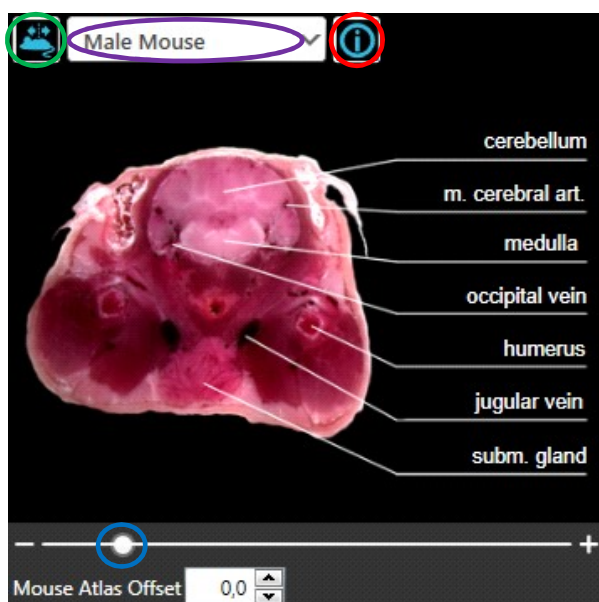 Male Mouse
cerebellum
m. cerebral art.
medulla
occipital vein
humerus
jugular vein
subm. gland
Mouse Atlas Offset 0,0